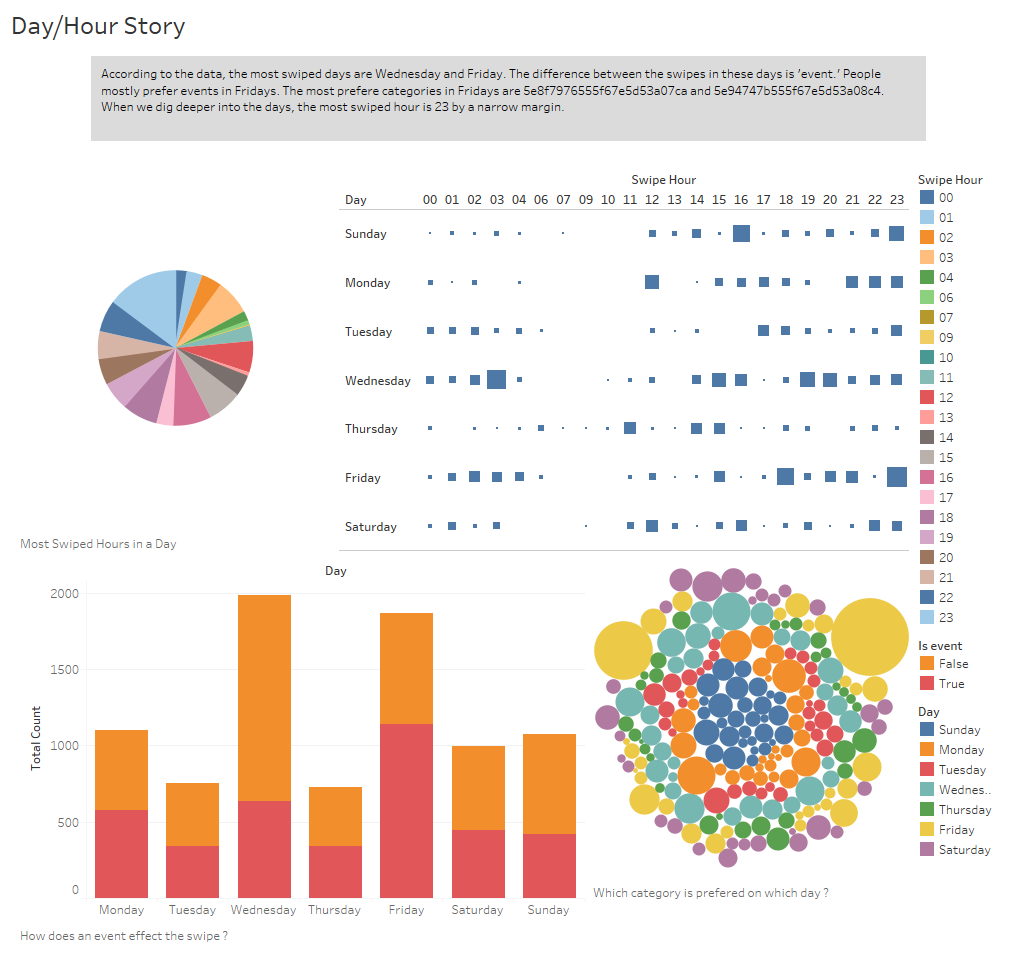 Day/Hour Story
According to the data, the most swiped days are Wednesday and Friday. The difference between the swipes in these days is 'event.' People
mostly prefer events in Fridays. The most prefere categories in Fridays are 5e8f7976555f67e5d53a07ca and 5e94747b555f67e5d53a08c4.
When we dig deeper into the days, the most swiped hour is 23 by a narrow margin.
Swipe Hour
Day 00 01 02 03 04 06 07 09 10 11 12 13 14 15 16 17 18 19 20 21 22 23
Sunday
Monday
Tuesday
Wednesday
Thursday
Friday
Saturday
Most Swiped Hours in a Day
Swipe Hour
00
01
02
03
04
06
07
09
10
11
12
13
14
15
16
17
18
19
20
21
22
23
Is event
False
True
Day
Sunday
Monday
Tuesday
Wednes..
Thursday
Friday
Saturday
Day
Total Count
2000
1500
1000
500
0
Monday Tuesday Wednesday Thursday Friday Saturday Sunday
How does an event effect the swipe ?
Which category is prefered on which day ?